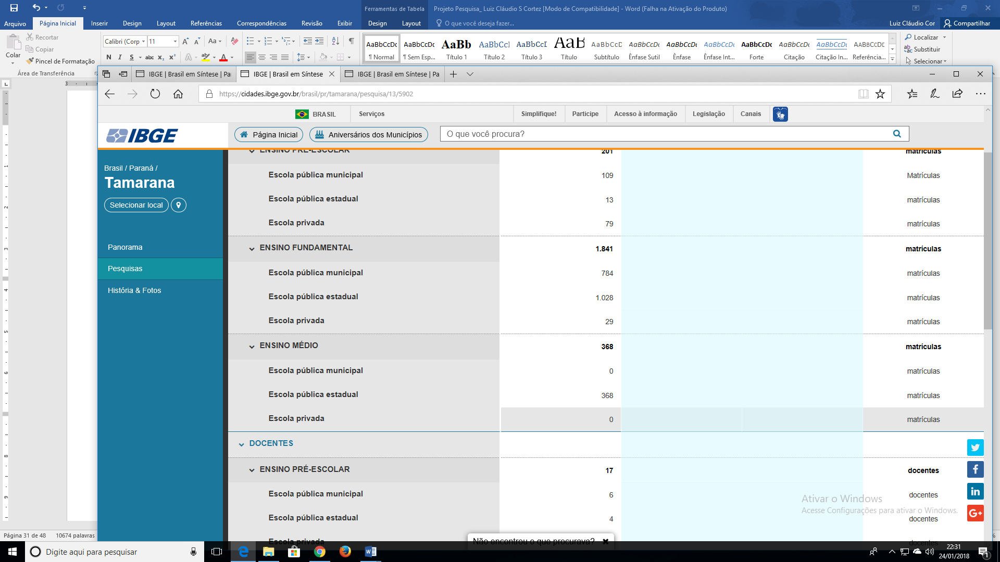 Ferramentas de Tabela
Projeto Pesquisa_ Luiz Cláudio S Cortez [Modo de Compatibilidade] - Word (Falha na Ativação do Produto)
Arquivo Página Inicial Inserir Design Layout Referências Correspondências Revisão Exibir Design Layout O que você deseja fazer... Luiz Cláudio Cor Compartilhar
Colar
Recortar
Copiar
Pincel de Formatação
Área de Transferência
Calibri (Corp 11
N I S abc x₂ x²
AaBbCcDc AaBbCcDc AaBb AaBbCcI AaBbCcI AaB AaBbCcD AaBbCcDc AaBbCcDc AaBbCcDc AaBbCcDc AaBbCcDc AaBbCcDc AABBCCDE
¶ Normal ¶ Sem Esp... Título 1 Título 2 Título 3 Título Subtítulo Ênfase Sutil Ênfase Ênfase Int... Forte Citação Citação In... Referência...
Localizar
Substituir
Selecionar
IBGE | Brasil em Síntese | Pa
IBGE | Brasil em Síntese
IBGE | Brasil em Síntese | Pa
https://cidades.ibge.gov.br/brasil/pr/tamarana/pesquisa/13/5902
BRASIL Serviços Simplifique! Participe Acesso à informação Legislação Canais
IBGE
Página Inicial
Aniversários dos Municípios
O que você procura?
Brasil / Paraná /
Tamarana
Selecionar local
Panorama
Pesquisas
História & Fotos
ENSINO PRÉ-ESCOLAR 201 matrículas
Escola pública municipal 109 Matrículas
Escola pública estadual 13 matrículas
Escola privada 79 matrículas
ENSINO FUNDAMENTAL 1.841 matrículas
Escola pública municipal 784 matrículas
Escola pública estadual 1.028 matrículas
Escola privada 29 matrículas
ENSINO MÉDIO 368 matrículas
Escola pública municipal 0 matrículas
Escola pública estadual 368 matrículas
Escola privada 0 matrículas
DOCENTES
ENSINO PRÉ-ESCOLAR 17 docentes
Escola pública municipal 6 docentes
Escola pública estadual 4 docentes
Escola privada docentes
Ativar o Windows
Acesse Configurações para ativar o Windows.
Não encontrou o que procurava?
Página 31 de 48 10674 palavras
Digite aqui para pesquisar
22:31
24/01/2018